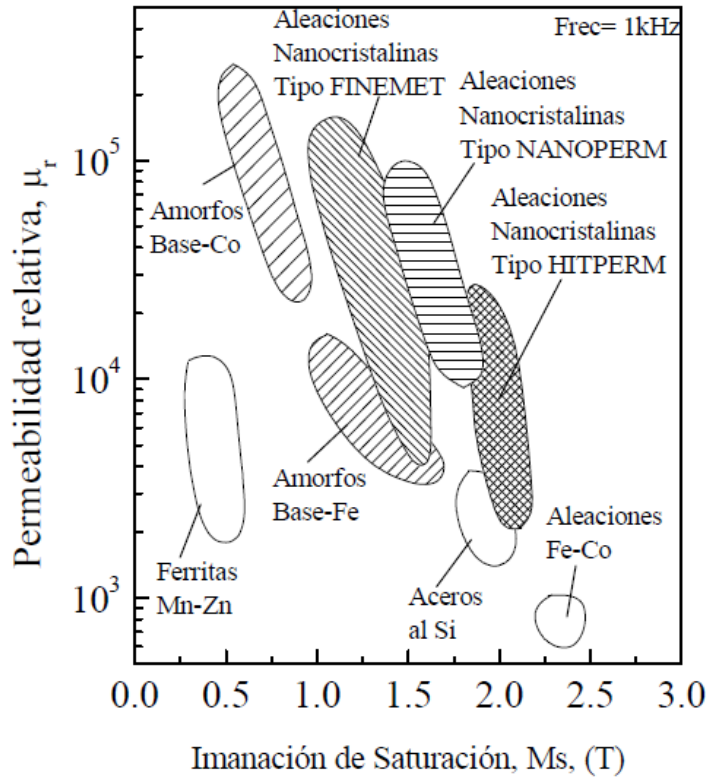 Aleaciones
Nanocristalinas
Tipo FINEMET
Frec= 1kHz
Aleaciones
Nanocristalinas
Tipo NANOPERM
Aleaciones
Nanocristalinas
Tipo HITPERM
Amorfos
Base-Co
Amorfos
Base-Fe
Ferritas
Mn-Zn
Aceros
al Si
Aleaciones
Fe-Co
Permeabilidad relativa, μr
10^5
10^4
10^3
0.0 0.5 1.0 1.5 2.0 2.5 3.0
Imanación de Saturación, Ms, (T)